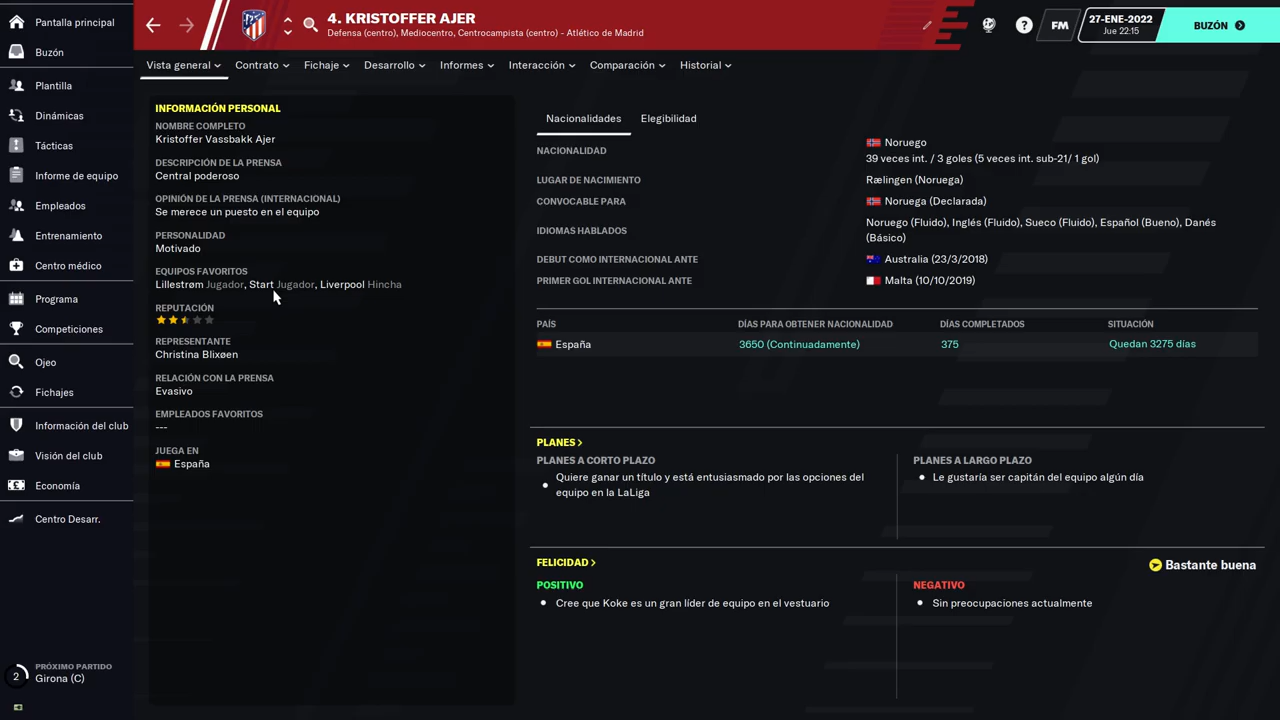 Pantalla principal
Buzón
Plantilla
Dinámicas
Tácticas
Informe de equipo
Empleados
Entrenamiento
Centro médico
Programa
Competiciones
Ojeo
Fichajes
Información del club
Visión del club
Economía
Centro Desarr.
PRÓXIMO PARTIDO
2
Girona (C)
4. KRISTOFFER AJER
Defensa (centro), Mediocentro, Centrocampista (centro) - Atlético de Madrid
?
FM
27-ENE-2022
Jue 22:15
BUZÓN
Vista general
Contrato
Fichaje
Desarrollo
Informes
Interacción
Comparación
Historial
INFORMACIÓN PERSONAL
NOMBRE COMPLETO
Kristoffer Vassbakk Ajer
DESCRIPCIÓN DE LA PRENSA
Central poderoso
OPINIÓN DE LA PRENSA (INTERNACIONAL)
Se merece un puesto en el equipo
PERSONALIDAD
Motivado
EQUIPOS FAVORITOS
Lillestrøm Jugador, Start Jugador, Liverpool Hincha
REPUTACIÓN
REPRESENTANTE
Christina Blixøen
RELACIÓN CON LA PRENSA
Evasivo
EMPLEADOS FAVORITOS
---
JUEGA EN
España
Nacionalidades
Elegibilidad
NACIONALIDAD
Noruego
39 veces int. / 3 goles (5 veces int. sub-21/ 1 gol)
LUGAR DE NACIMIENTO
Rælingen (Noruega)
CONVOCABLE PARA
Noruega (Declarada)
IDIOMAS HABLADOS
Noruego (Fluido), Inglés (Fluido), Sueco (Fluido), Español (Bueno), Danés
(Básico)
DEBUT COMO INTERNACIONAL ANTE
Australia (23/3/2018)
PRIMER GOL INTERNACIONAL ANTE
Malta (10/10/2019)
PAÍS
DÍAS PARA OBTENER NACIONALIDAD
DÍAS COMPLETADOS
SITUACIÓN
España
3650 (Continuadamente)
375
Quedan 3275 días
PLANES >
PLANES A CORTO PLAZO
Quiere ganar un título y está entusiasmado por las opciones del
equipo en la LaLiga
PLANES A LARGO PLAZO
Le gustaría ser capitán del equipo algún día
FELICIDAD >
Bastante buena
POSITIVO
Cree que Koke es un gran líder de equipo en el vestuario
NEGATIVO
Sin preocupaciones actualmente